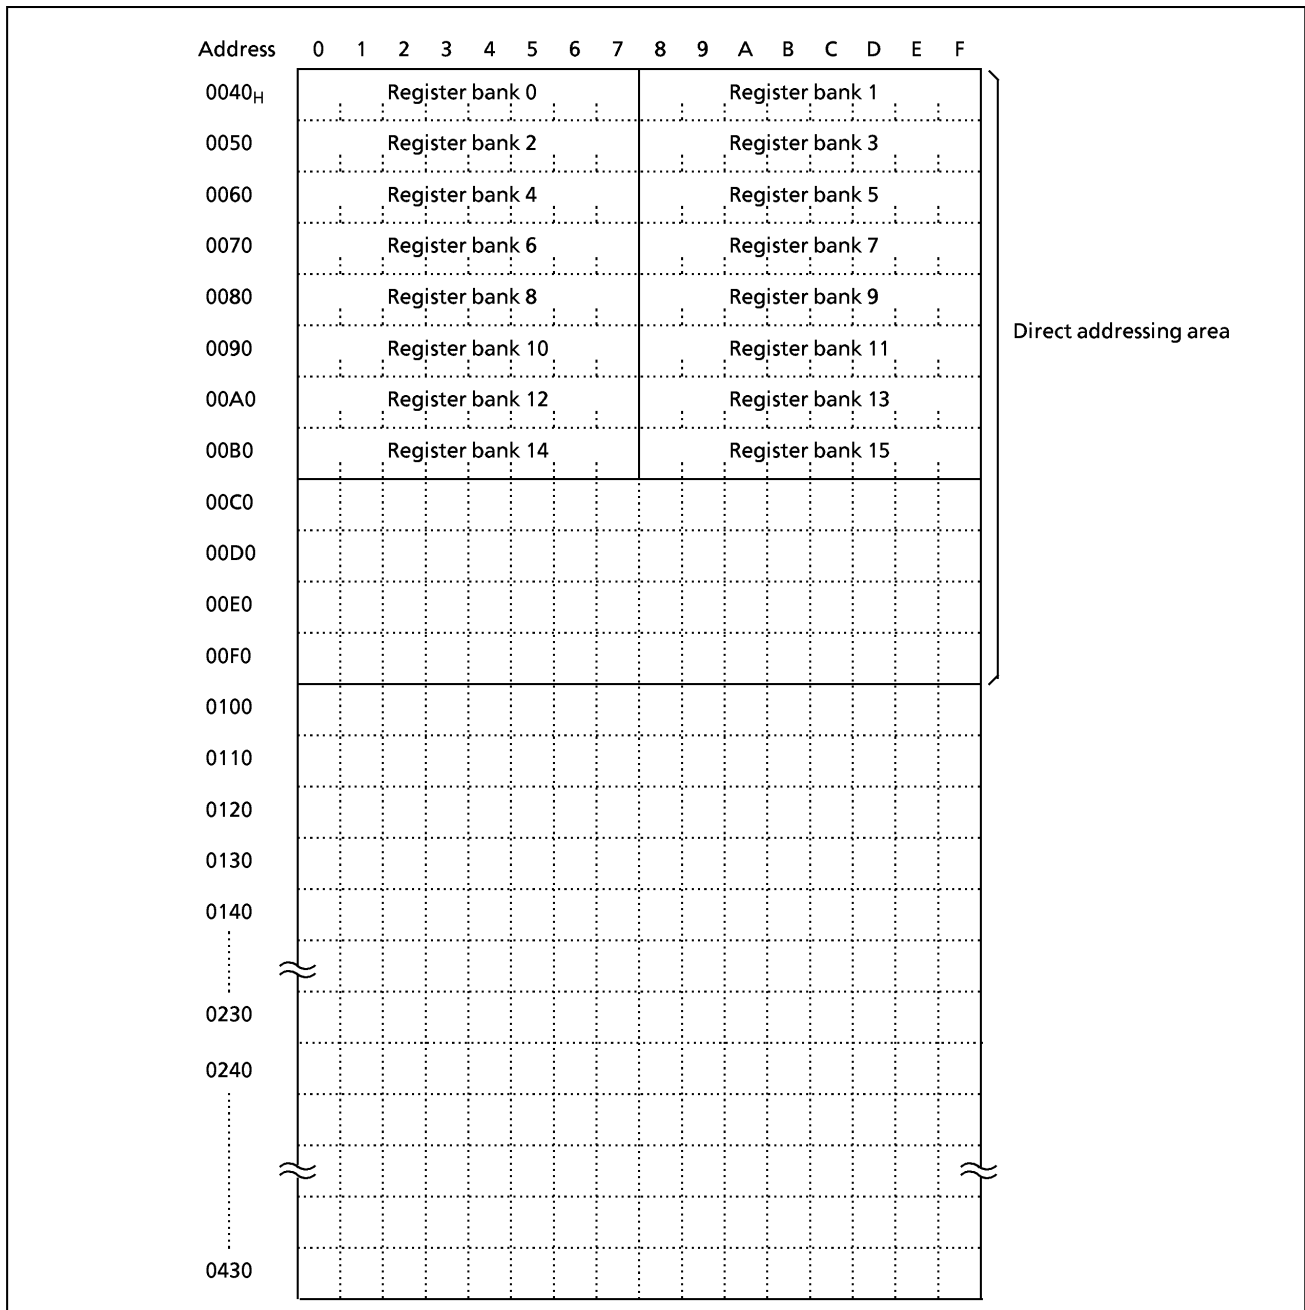 Address 0 1 2 3 4 5 6 7 8 9 A B C D E F
0040H Register bank 0 Register bank 1
0050 Register bank 2 Register bank 3
0060 Register bank 4 Register bank 5
0070 Register bank 6 Register bank 7
0080 Register bank 8 Register bank 9
Direct addressing area
0090 Register bank 10 Register bank 11
00A0 Register bank 12 Register bank 13
00B0 Register bank 14 Register bank 15
00C0
00D0
00E0
00F0
0100
0110
0120
0130
0140
0230
0240
0430